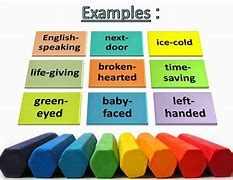 Examples :
English-
speaking
next-
door
ice-cold
life-giving
broken-
hearted
time-
saving
green-
eyed
baby-
faced
left-
handed